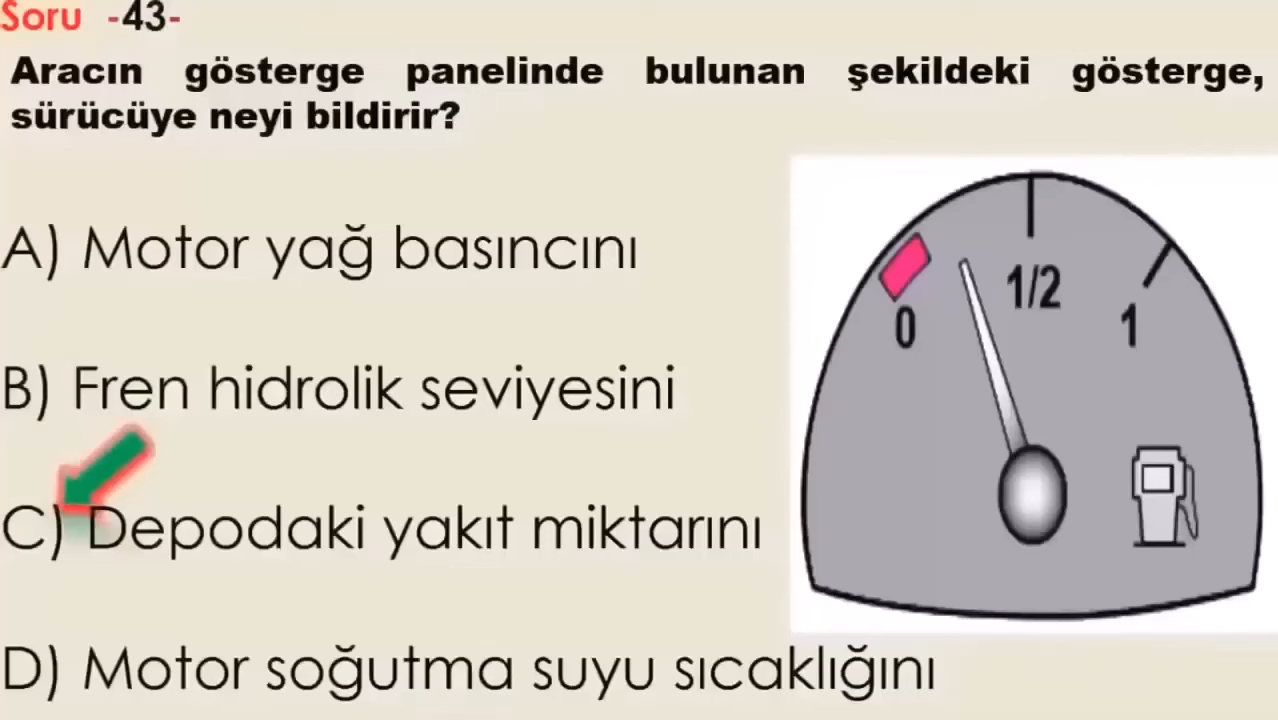 Soru -43-
Aracın gösterge panelinde bulunan şekildeki gösterge,
sürücüye neyi bildirir?
A) Motor yağ basıncını
B) Fren hidrolik seviyesini
C) Depodaki yakıt miktarını
D) Motor soğutma suyu sıcaklığını
0
1/2
1